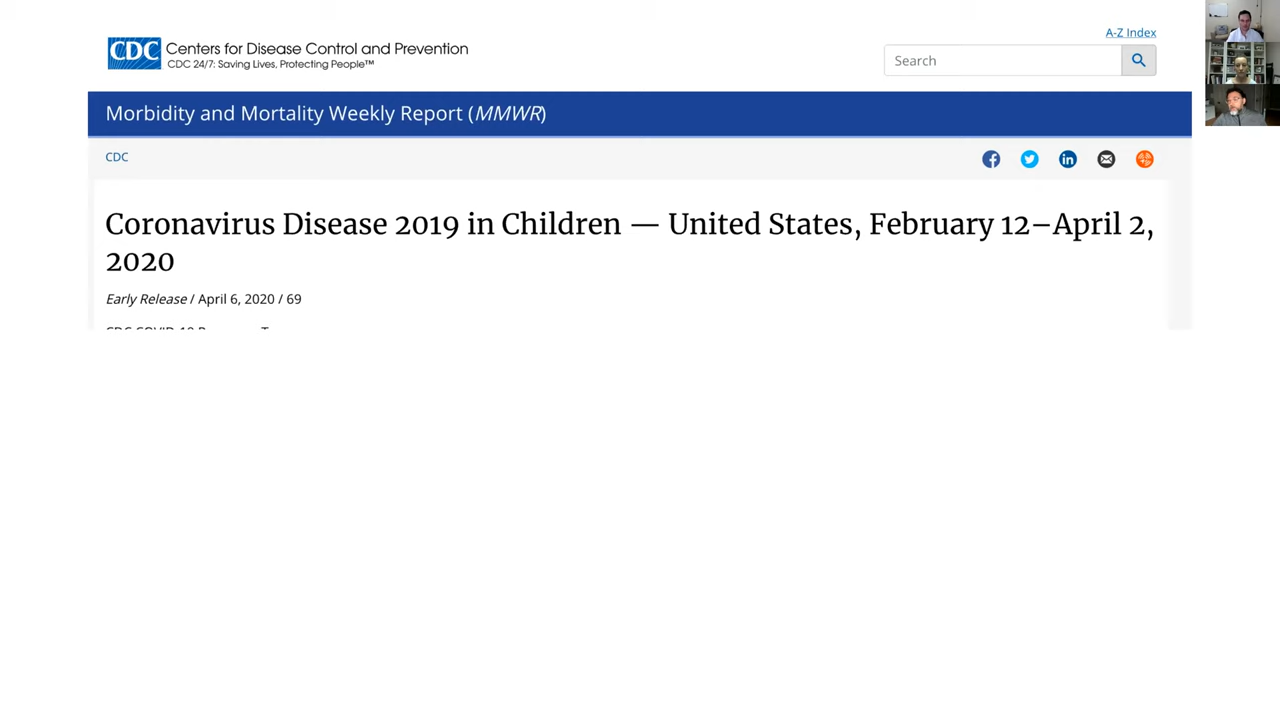 A-Z Index
CDC Centers for Disease Control and Prevention
CDC 24/7: Saving Lives, Protecting People™
Search
Morbidity and Mortality Weekly Report (MMWR)
CDC
Coronavirus Disease 2019 in Children — United States, February 12–April 2,
2020
Early Release / April 6, 2020 / 69